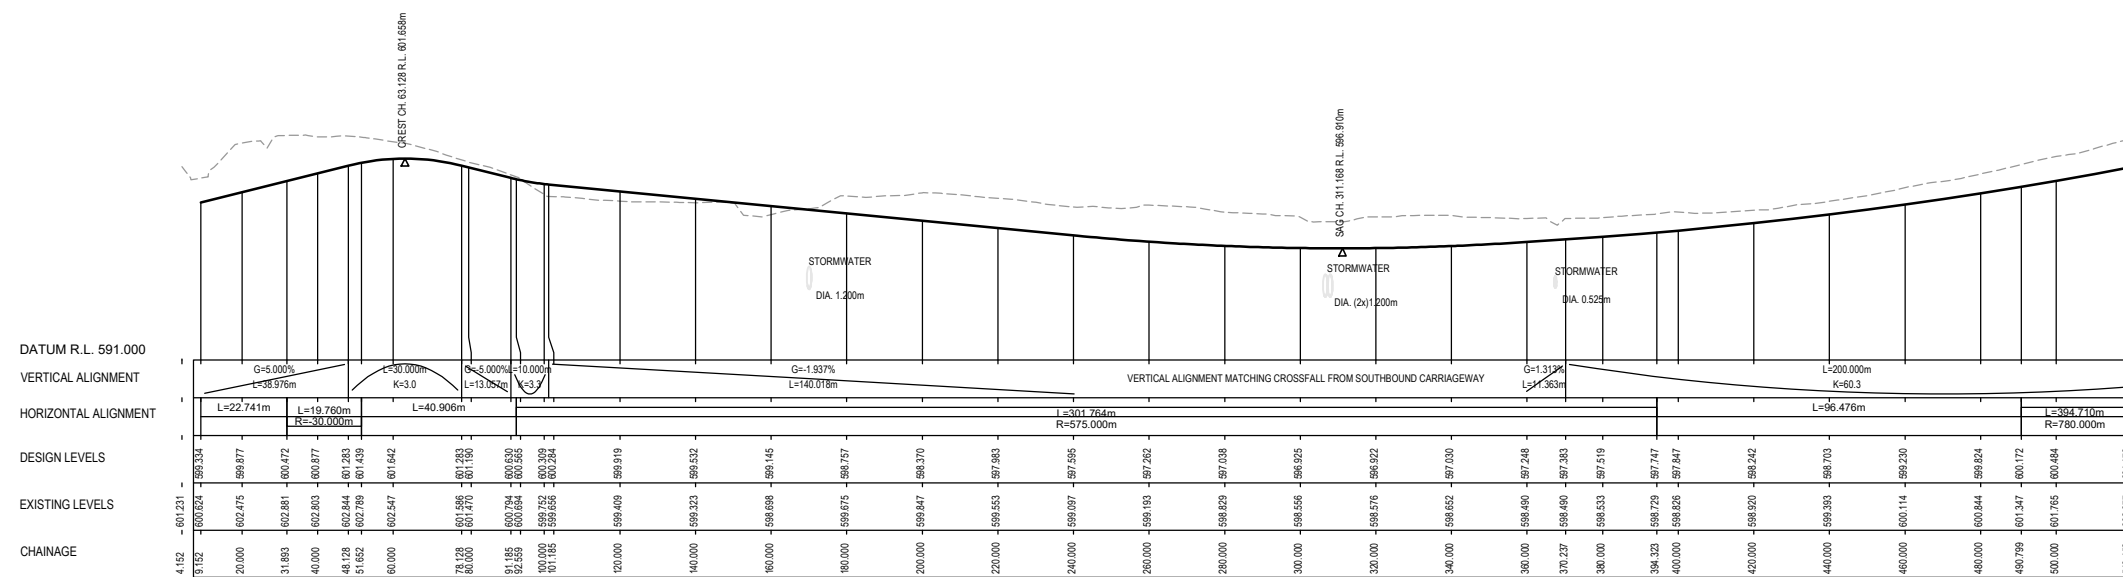 CREST CH. 63.128 R.L. 601.658m
SAG CH. 311.168 R.L. 596.910m
STORMWATER
DIA. 1.200m
STORMWATER
DIA. (2x)1.200m
STORMWATER
DIA. 0.525m
DATUM R.L. 591.000
VERTICAL ALIGNMENT
G=5.000%
L=38.976m
L=30.000m
K=3.0
G=-5.000%
L=13.057m
L=10.000m
K=3.3
G=-1.937%
L=140.018m
VERTICAL ALIGNMENT MATCHING CROSSFALL FROM SOUTHBOUND CARRIAGEWAY
G=1.313%
L=11.363m
L=200.000m
K=60.3
HORIZONTAL ALIGNMENT
L=22.741m
L=19.760m
R=-30.000m
L=40.906m
L=301.764m
R=575.000m
L=96.476m
L=394.710m
R=780.000m
DESIGN LEVELS
599.334 599.877 600.472 600.877 601.283 601.439 601.642 601.283 601.190 600.630 600.565 600.309 600.284 599.919 599.532 599.145 598.757 598.370 597.983 597.595 597.262 597.038 596.925 596.922 597.030 597.248 597.383 597.519 597.747 597.847 598.242 598.703 599.230 599.824 600.172 600.484
EXISTING LEVELS
601.231 600.624 602.475 602.881 602.803 602.844 602.789 602.547 601.586 601.470 600.794 600.694 599.752 599.656 599.409 599.323 598.698 599.675 599.847 599.553 599.097 599.193 598.829 598.556 598.576 598.652 598.490 598.490 598.533 598.729 598.826 598.920 599.393 600.114 600.844 601.347 601.765
CHAINAGE
4.152 9.152 20.000 31.893 40.000 48.128 51.652 60.000 78.128 80.000 91.185 92.559 100.000 101.185 120.000 140.000 160.000 180.000 200.000 220.000 240.000 260.000 280.000 300.000 320.000 340.000 360.000 370.237 380.000 394.323 400.000 420.000 440.000 460.000 480.000 490.799 500.000